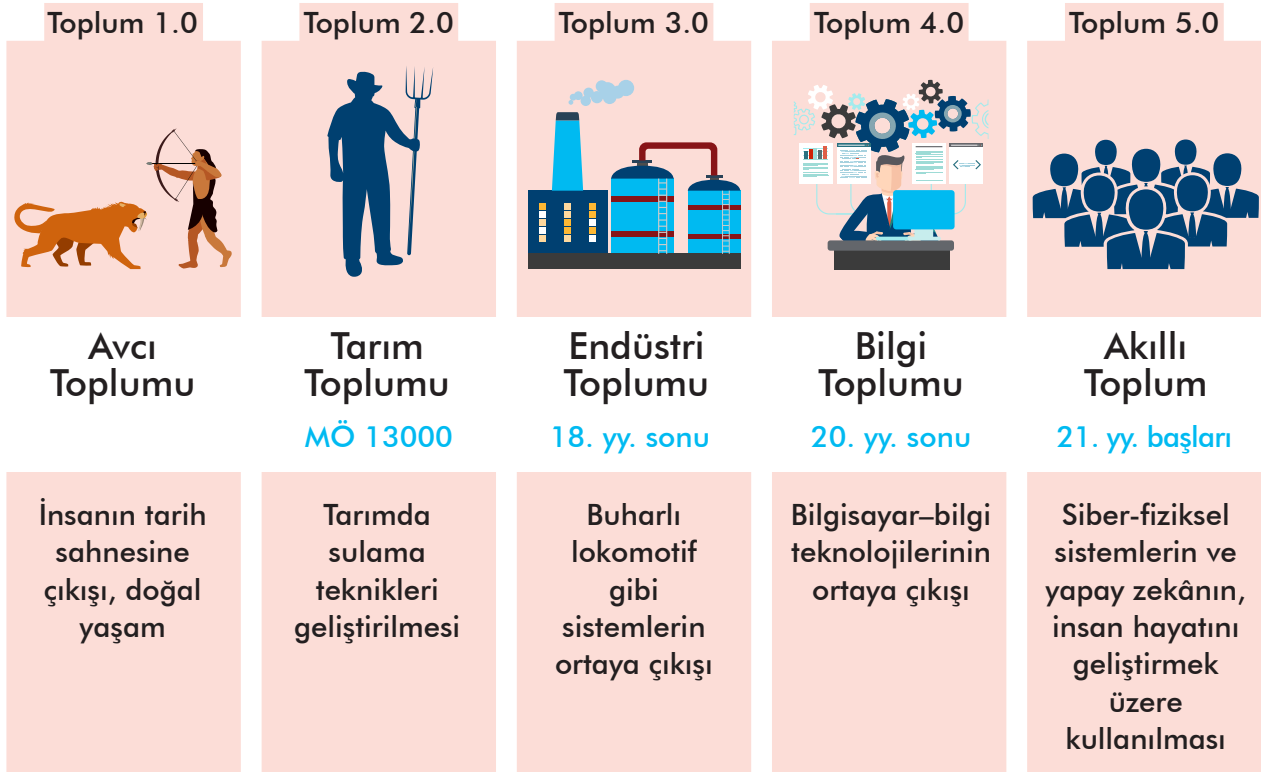 Toplum 1.0
Avcı
Toplumu
İnsanın tarih
sahnesine
çıkışı, doğal
yaşam
Toplum 2.0
Tarım
Toplumu
MÖ 13000
Tarımda
sulama
teknikleri
geliştirilmesi
Toplum 3.0
Endüstri
Toplumu
18. yy. sonu
Buharlı
lokomotif
gibi
sistemlerin
ortaya çıkışı
Toplum 4.0
Bilgi
Toplumu
20. yy. sonu
Bilgisayar–bilgi
teknolojilerinin
ortaya çıkışı
Toplum 5.0
Akıllı
Toplum
21. yy. başları
Siber-fiziksel
sistemlerin ve
yapay zekânın,
insan hayatını
geliştirmek
üzere
kullanılması